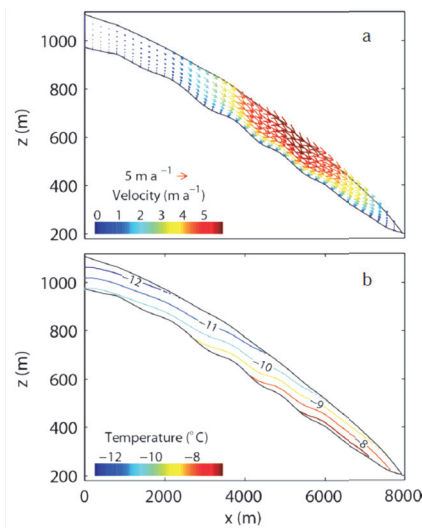 a
1000
800
600
400
200
z (m)
5 m a⁻¹
Velocity (m a⁻¹)
0 1 2 3 4 5
b
1000
800
600
400
200
z (m)
−12
−11
−10
−9
−8
Temperature (°C)
−12 −10 −8
0 2000 4000 6000 8000
x (m)